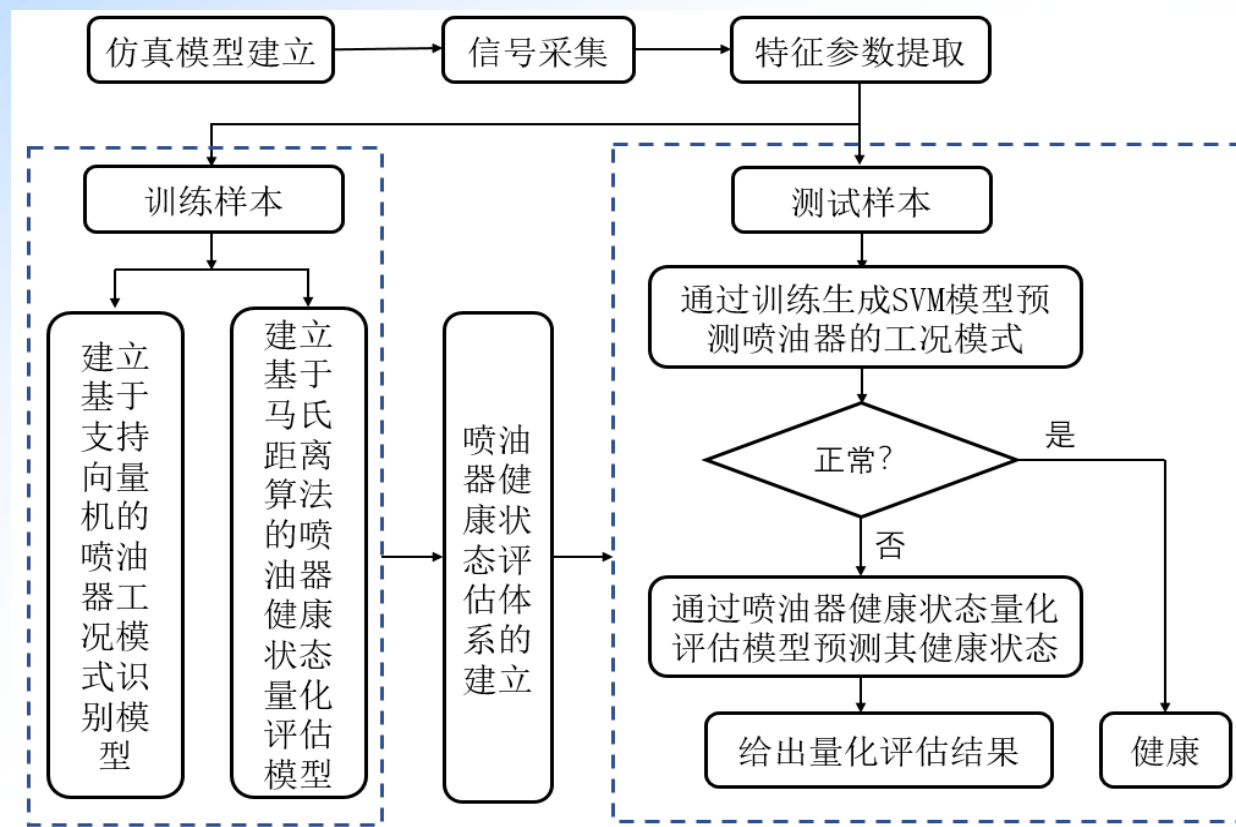 仿真模型建立
信号采集
特征参数提取
训练样本
测试样本
建立
基于
支持
向量
机的
喷油
器工
况模
式识
别模
型
建立
基于
马氏
距离
算法
的喷
油器
健康
状态
量化
评估
模型
喷油
器健
康状
态评
估体
系的
建立
通过训练生成SVM模型预
测喷油器的工况模式
正常?
是
否
通过喷油器健康状态量化
评估模型预测其健康状态
给出量化评估结果
健康